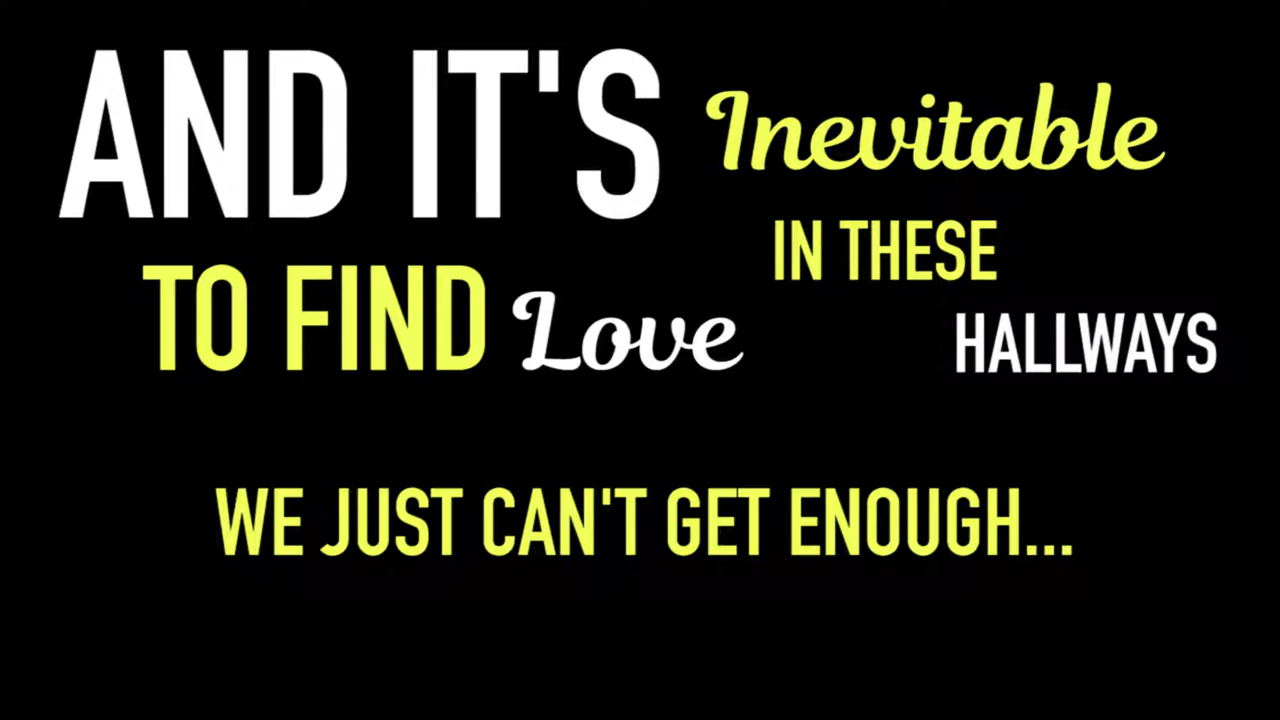 AND IT'S Inevitable
TO FIND Love
IN THESE
HALLWAYS
WE JUST CAN'T GET ENOUGH...